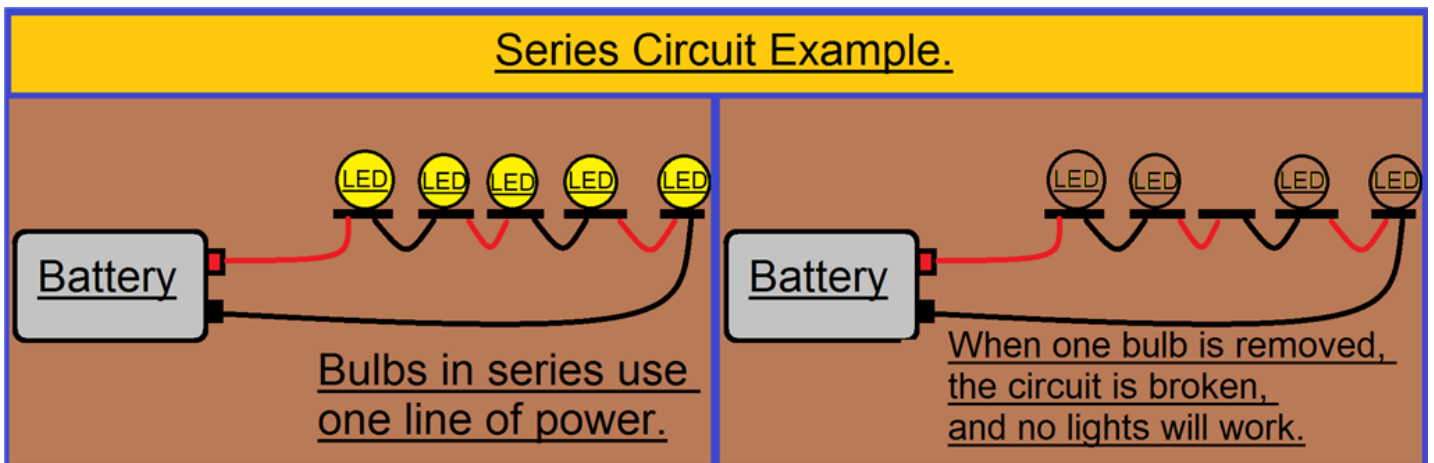 Series Circuit Example.
LED LED LED LED LED
Battery
Bulbs in series use
one line of power.
LED LED LED LED
Battery
When one bulb is removed,
the circuit is broken,
and no lights will work.